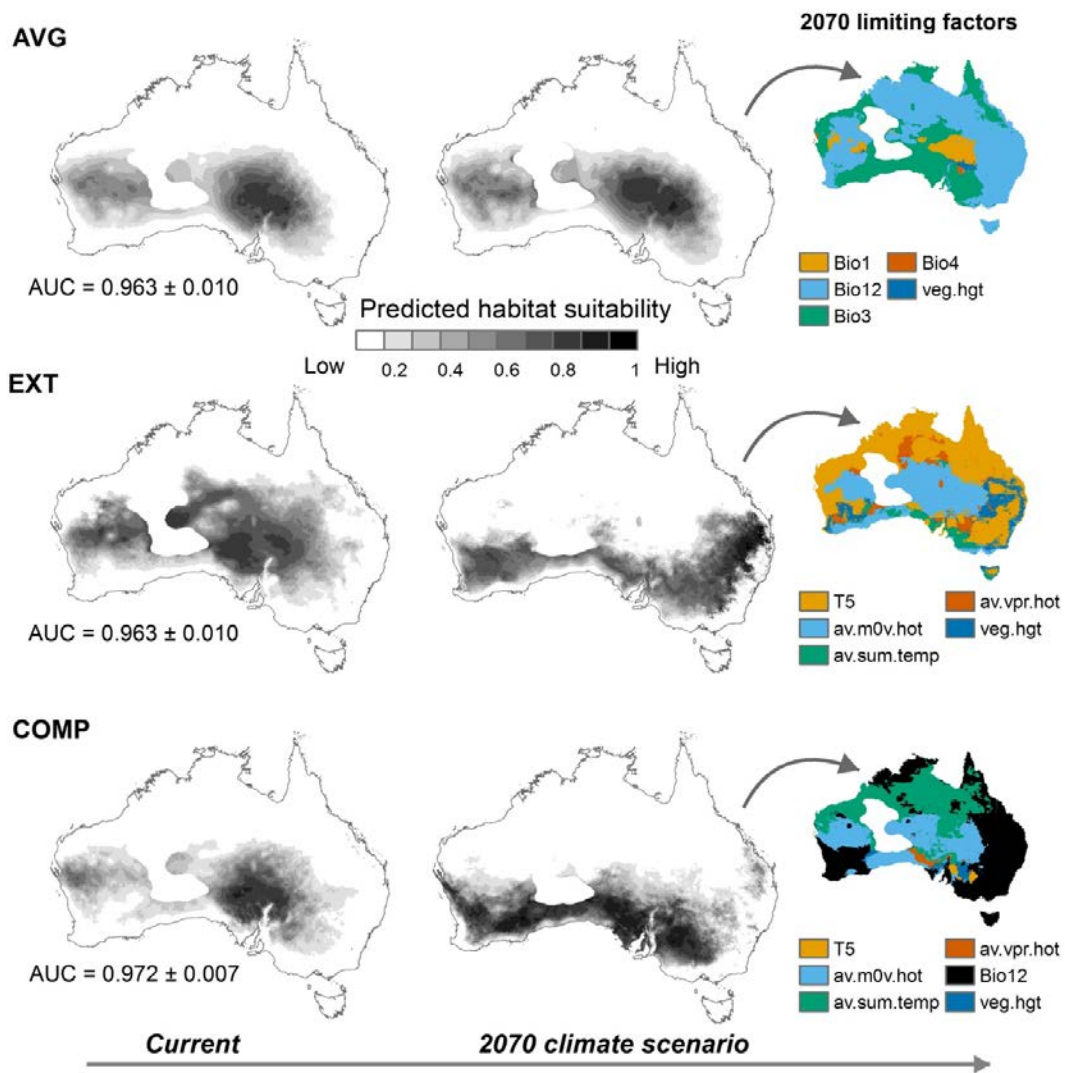 2070 limiting factors
AVG
Bio1 Bio4
Bio12 veg.hgt
Bio3
AUC = 0.963 ± 0.010
Predicted habitat suitability
Low 0.2 0.4 0.6 0.8 1 High
EXT
T5 av.vpr.hot
av.m0v.hot veg.hgt
av.sum.temp
AUC = 0.963 ± 0.010
COMP
T5 av.vpr.hot
av.m0v.hot Bio12
av.sum.temp veg.hgt
AUC = 0.972 ± 0.007
Current 2070 climate scenario